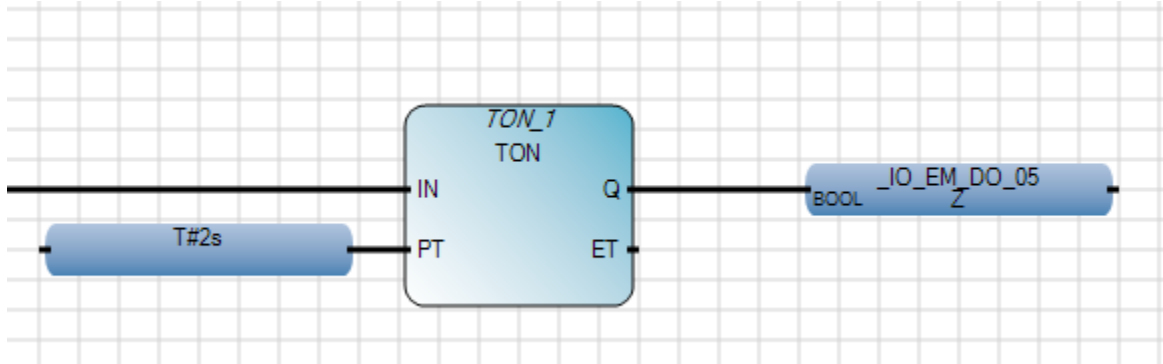 TON_1
TON
IN
Q
_IO_EM_DO_05
BOOL
Z
T#2s
PT
ET